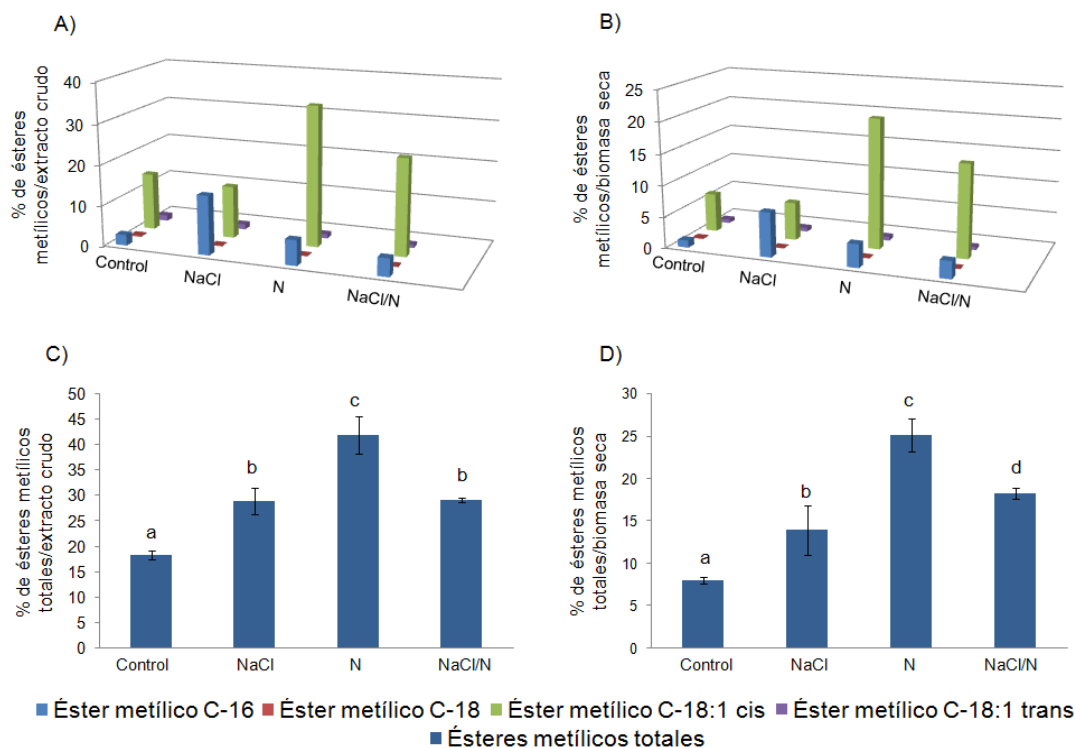 A)
% de ésteres
metílicos/extracto crudo
40
30
20
10
0
Control
NaCl
N
NaCl/N
B)
% de ésteres
metílicos/biomasa seca
25
20
15
10
5
0
Control
NaCl
N
NaCl/N
C)
% de ésteres metílicos
totales/extracto crudo
50
45
40
35
30
25
20
15
10
5
0
a
b
c
b
Control
NaCl
N
NaCl/N
D)
% de ésteres metílicos
totales/biomasa seca
30
25
20
15
10
5
0
a
b
c
d
Control
NaCl
N
NaCl/N
Éster metílico C-16 Éster metílico C-18 Éster metílico C-18:1 cis Éster metílico C-18:1 trans
Ésteres metílicos totales